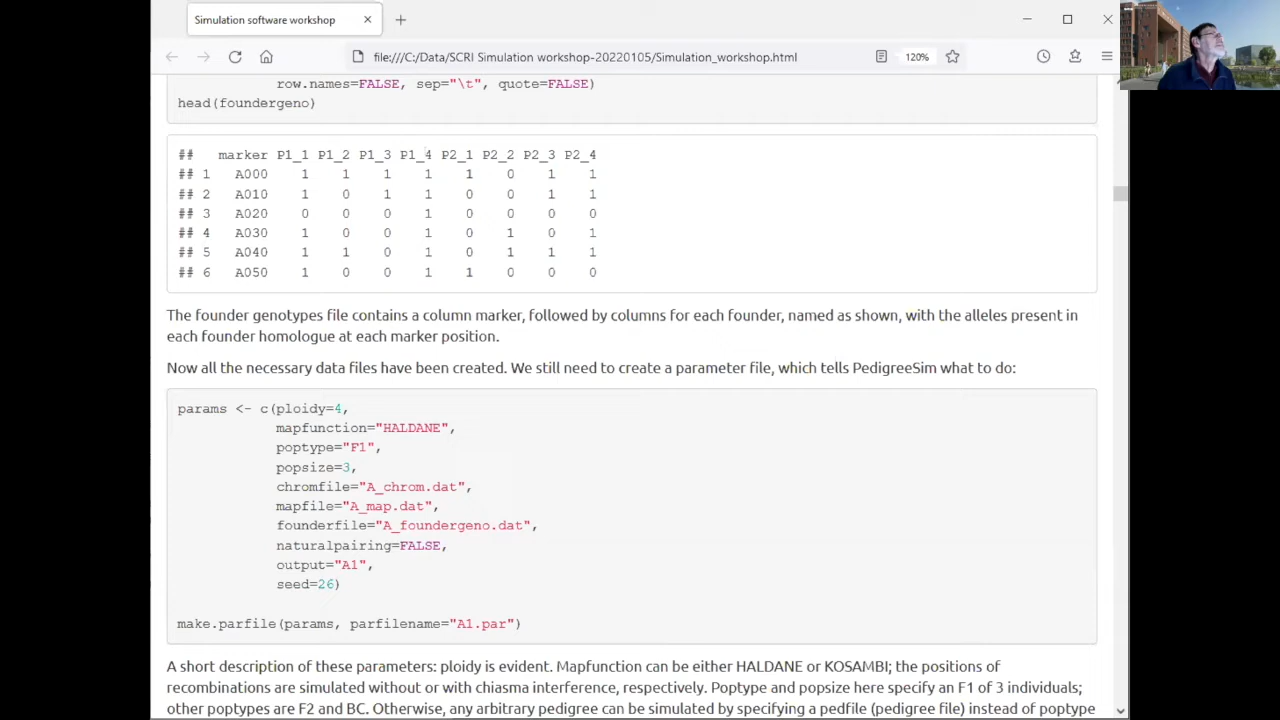 Simulation software workshop
file:///C:/Data/SCRI Simulation workshop-20220105/Simulation_workshop.html
120%
row.names=FALSE, sep="\t", quote=FALSE)
head(foundergeno)
## marker P1_1 P1_2 P1_3 P1_4 P2_1 P2_2 P2_3 P2_4
## 1 A000 1 1 1 1 1 0 1 1
## 2 A010 1 0 1 1 0 0 1 1
## 3 A020 0 0 0 1 0 0 0 0
## 4 A030 1 0 0 1 0 1 0 1
## 5 A040 1 1 0 1 0 1 1 1
## 6 A050 1 0 0 1 1 0 0 0
The founder genotypes file contains a column marker, followed by columns for each founder, named as shown, with the alleles present in
each founder homologue at each marker position.
Now all the necessary data files have been created. We still need to create a parameter file, which tells PedigreeSim what to do:
params <- c(ploidy=4,
mapfunction="HALDANE",
poptype="F1",
popsize=3,
chromfile="A_chrom.dat",
mapfile="A_map.dat",
founderfile="A_foundergeno.dat",
naturalpairing=FALSE,
output="A1",
seed=26)
make.parfile(params, parfilename="A1.par")
A short description of these parameters: ploidy is evident. Mapfunction can be either HALDANE or KOSAMBI; the positions of
recombinations are simulated without or with chiasma interference, respectively. Poptype and popsize here specify an F1 of 3 individuals;
other poptypes are F2 and BC. Otherwise, any arbitrary pedigree can be simulated by specifying a pedfile (pedigree file) instead of poptype